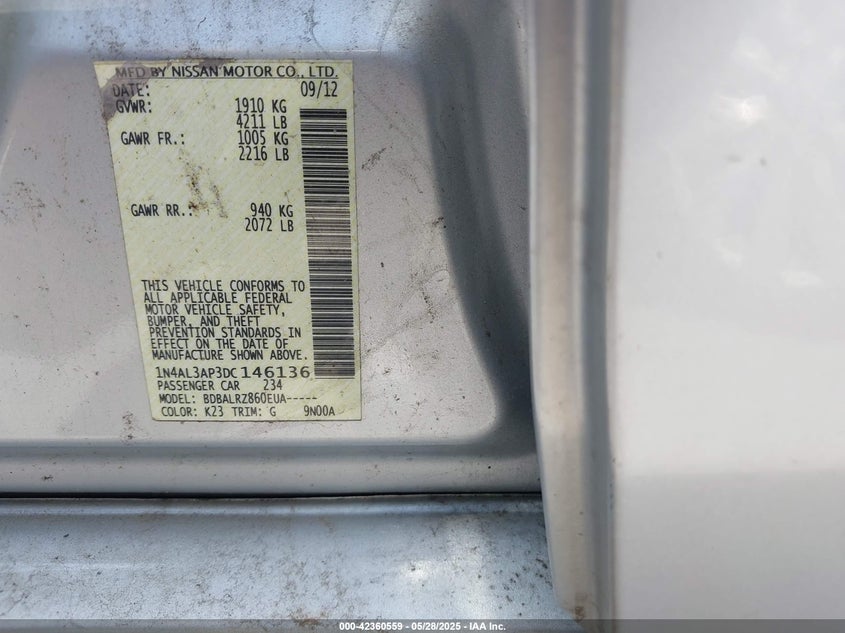 MFD BY NISSAN MOTOR CO., LTD.
DATE: 09/12
GVWR: 1910 KG
4211 LB
GAWR FR.: 1005 KG
2216 LB
GAWR RR.: 940 KG
2072 LB
THIS VEHICLE CONFORMS TO
ALL APPLICABLE FEDERAL
MOTOR VEHICLE SAFETY,
BUMPER, AND THEFT
PREVENTION STANDARDS IN
EFFECT ON THE DATE OF
MANUFACTURE SHOWN ABOVE.
1N4AL3AP3DC146136
PASSENGER CAR 234
MODEL: BDBALRZ860EUA-----
COLOR: K23 TRIM: G 9N00A
000-42360559 - 05/28/2025 - IAA Inc.